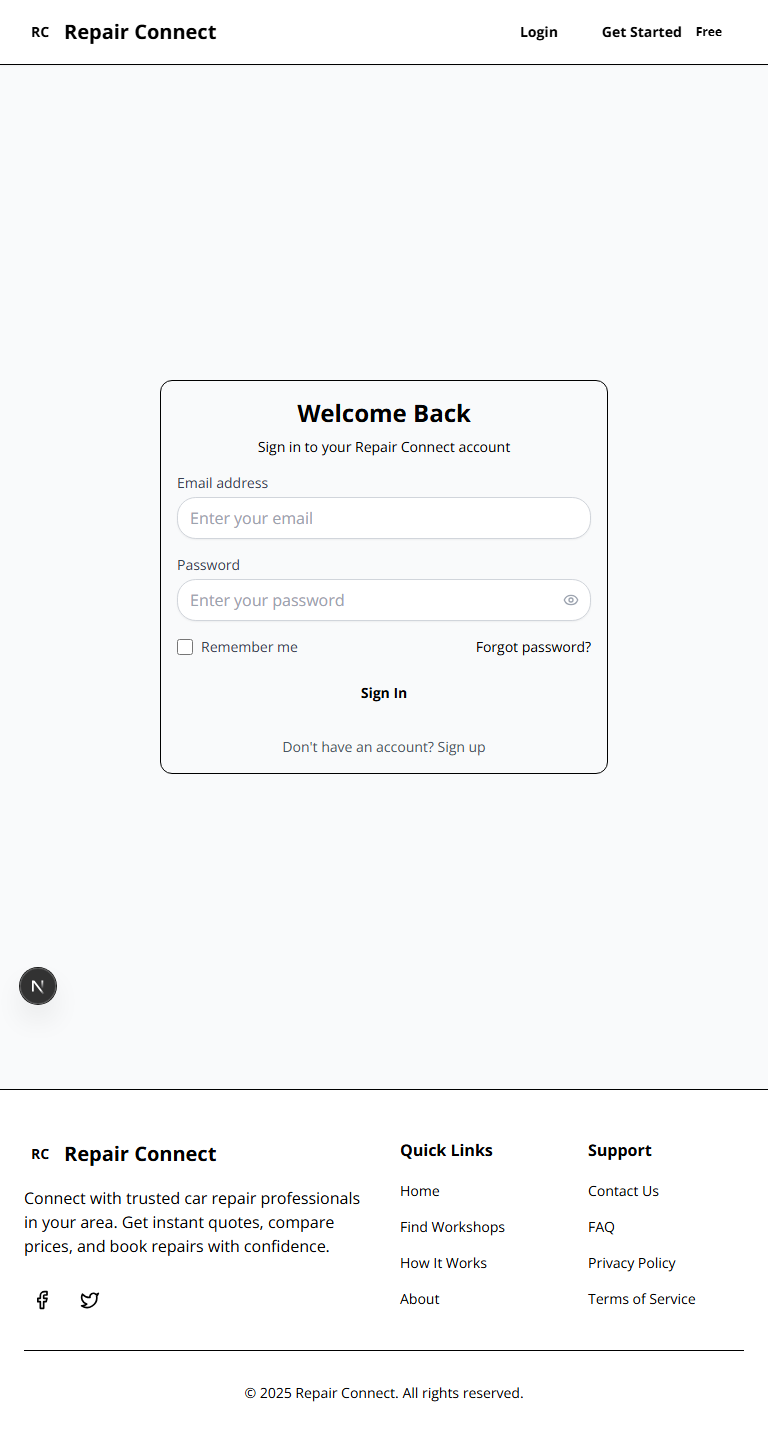 RC Repair Connect Login Get Started Free
Welcome Back
Sign in to your Repair Connect account
Email address
Enter your email
Password
Enter your password
Remember me Forgot password?
Sign In
Don't have an account? Sign up
N
RC Repair Connect
Connect with trusted car repair professionals
in your area. Get instant quotes, compare
prices, and book repairs with confidence.
Quick Links
Home
Find Workshops
How It Works
About
Support
Contact Us
FAQ
Privacy Policy
Terms of Service
© 2025 Repair Connect. All rights reserved.